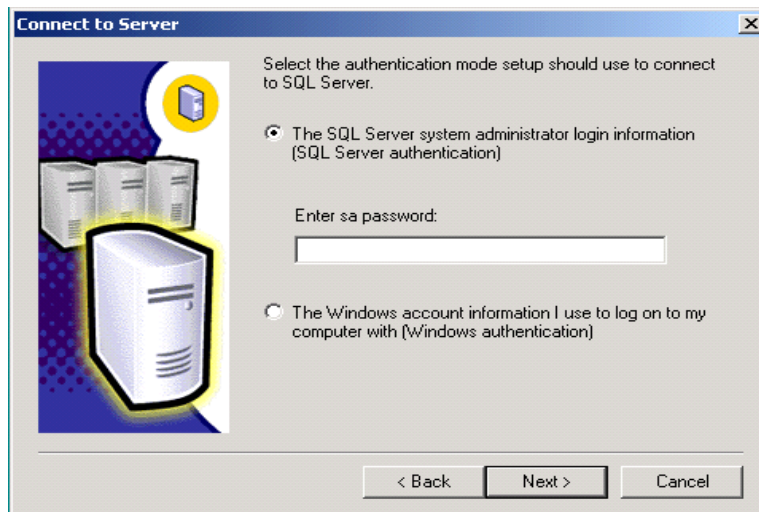 Connect to Server
Select the authentication mode setup should use to connect
to SQL Server.
The SQL Server system administrator login information
(SQL Server authentication)
Enter sa password:
The Windows account information I use to log on to my
computer with (Windows authentication)
< Back
Next >
Cancel